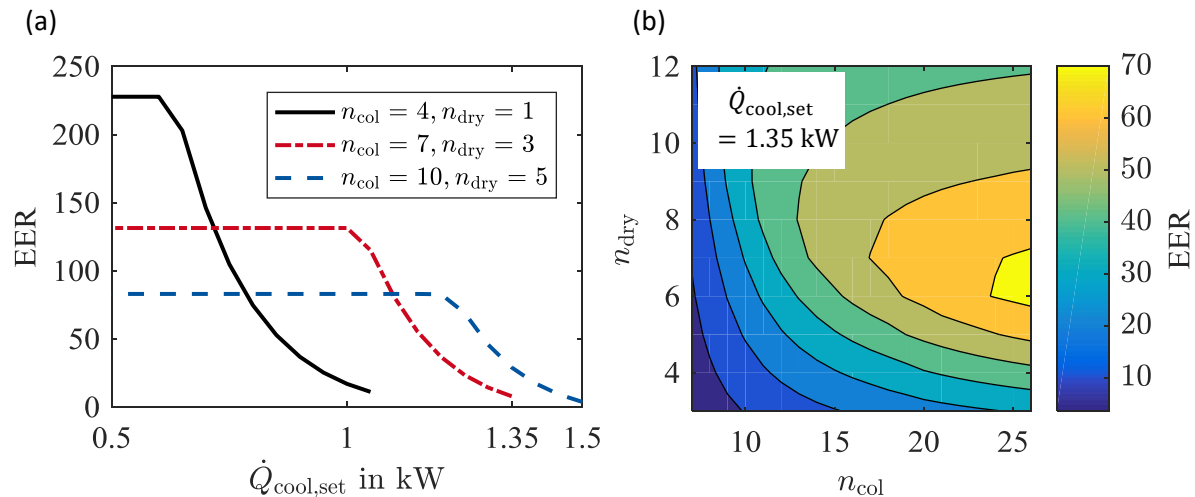 (a)
250
200
150
100
50
0
EER
n_col = 4, n_dry = 1
n_col = 7, n_dry = 3
n_col = 10, n_dry = 5
0.5 1 1.35 1.5
Q̇_cool,set in kW
(b)
12
10
8
6
4
n_dry
Q̇_cool,set
= 1.35 kW
10 15 20 25
n_col
70
60
50
40
30
20
10
EER